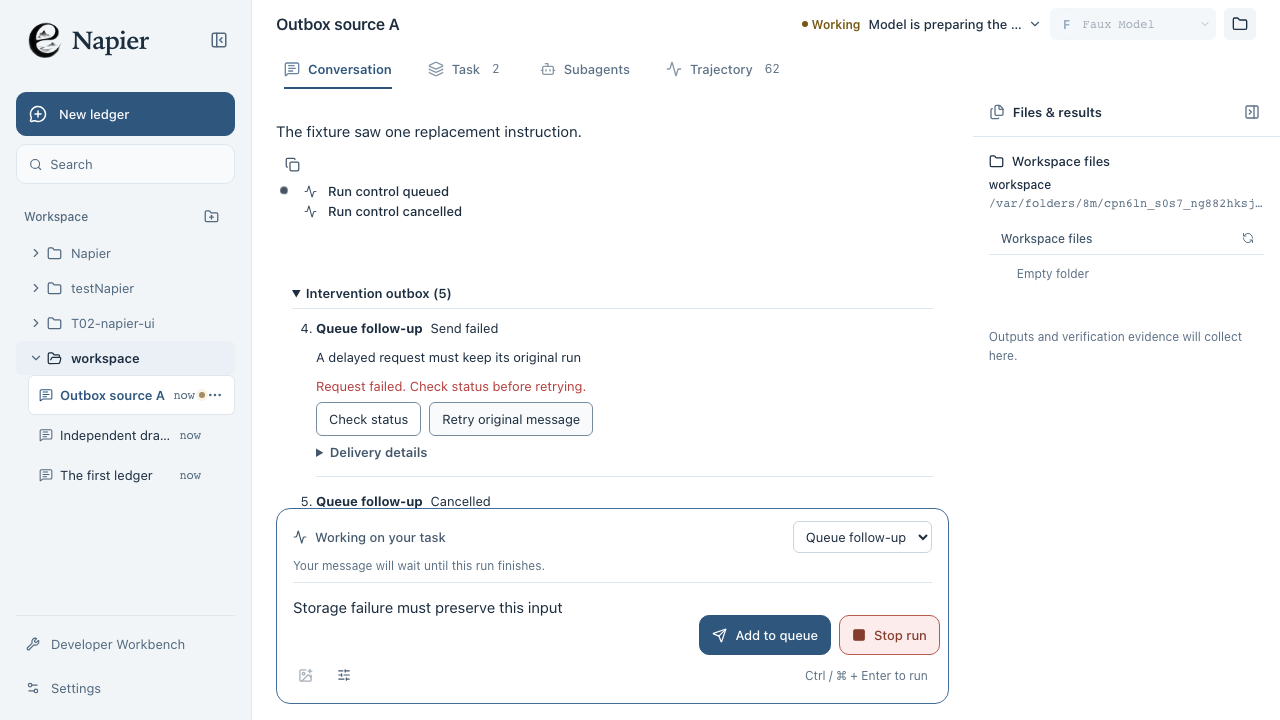 Napier
New ledger
Search
Workspace
Napier
testNapier
T02-napier-ui
workspace
Outbox source A now
Independent dra... now
The first ledger now
Developer Workbench
Settings
Outbox source A
Working Model is preparing the ...
F Faux Model
Conversation
Task 2
Subagents
Trajectory 62
The fixture saw one replacement instruction.
Run control queued
Run control cancelled
Intervention outbox (5)
4. Queue follow-up Send failed
A delayed request must keep its original run
Request failed. Check status before retrying.
Check status
Retry original message
Delivery details
5. Queue follow-up Cancelled
Working on your task
Queue follow-up
Your message will wait until this run finishes.
Storage failure must preserve this input
Add to queue
Stop run
Ctrl / ⌘ + Enter to run
Files & results
Workspace files
workspace
/var/folders/8m/cpn6ln_s0s7_ng882hksj…
Workspace files
Empty folder
Outputs and verification evidence will collect
here.